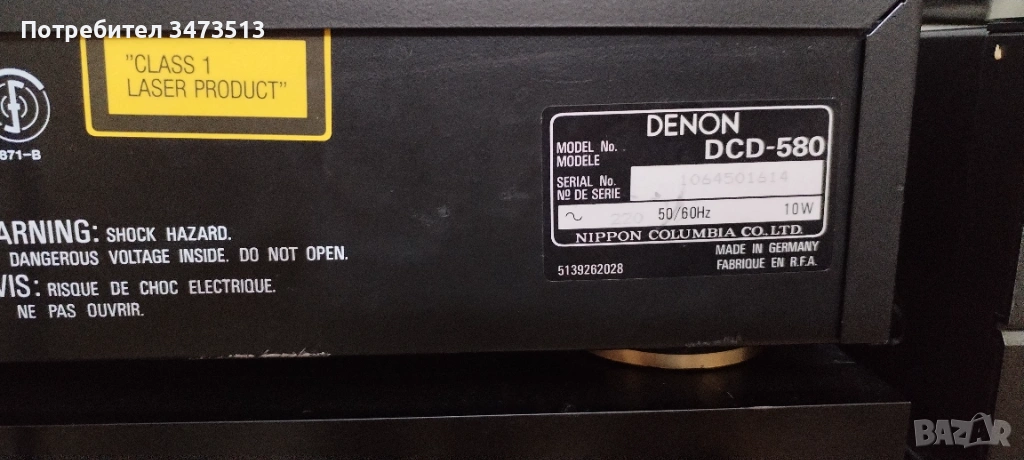 Потребител 3473513
"CLASS 1
LASER PRODUCT"
871-B
DENON
MODEL No. DCD-580
MODELE
SERIAL No. 1064501614
Nº DE SERIE
~ 220 50/60Hz 10W
NIPPON COLUMBIA CO.LTD.
MADE IN GERMANY
5139262028 FABRIQUE EN R.F.A.
ARNING: SHOCK HAZARD.
DANGEROUS VOLTAGE INSIDE. DO NOT OPEN.
VIS: RISQUE DE CHOC ELECTRIQUE.
NE PAS OUVRIR.
BAZAR